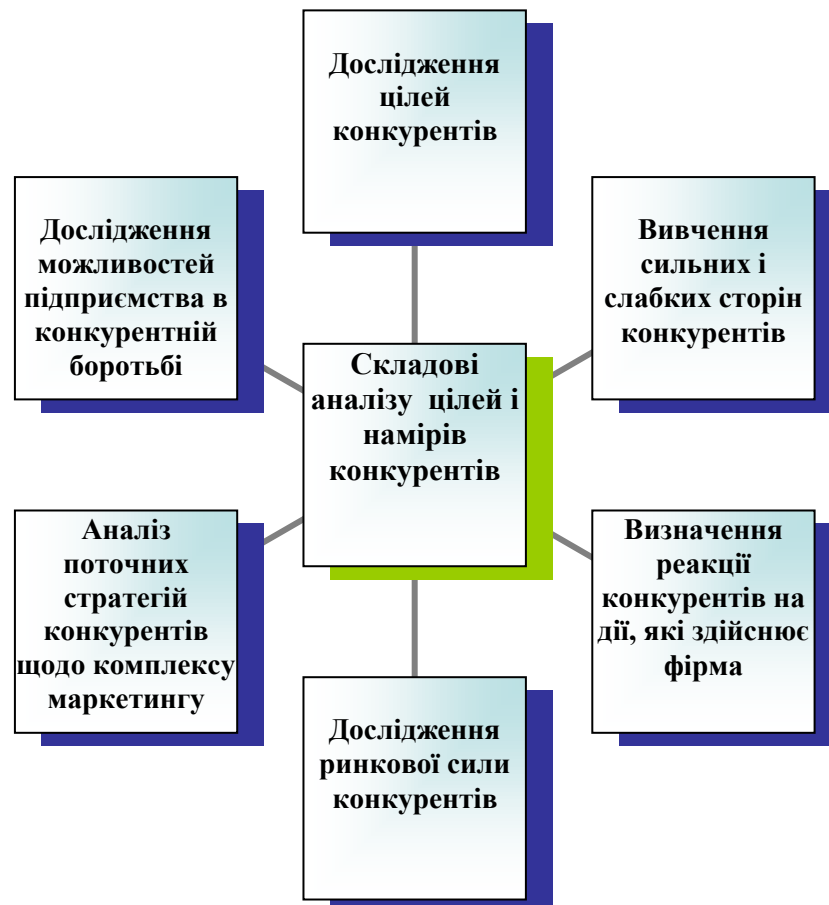 Дослідження
цілей
конкурентів
Дослідження
можливостей
підприємства в
конкурентній
боротьбі
Вивчення
сильних і
слабких сторін
конкурентів
Складові
аналізу цілей і
намірів
конкурентів
Аналіз
поточних
стратегій
конкурентів
щодо комплексу
маркетингу
Визначення
реакції
конкурентів на
дії, які здійснює
фірма
Дослідження
ринкової сили
конкурентів